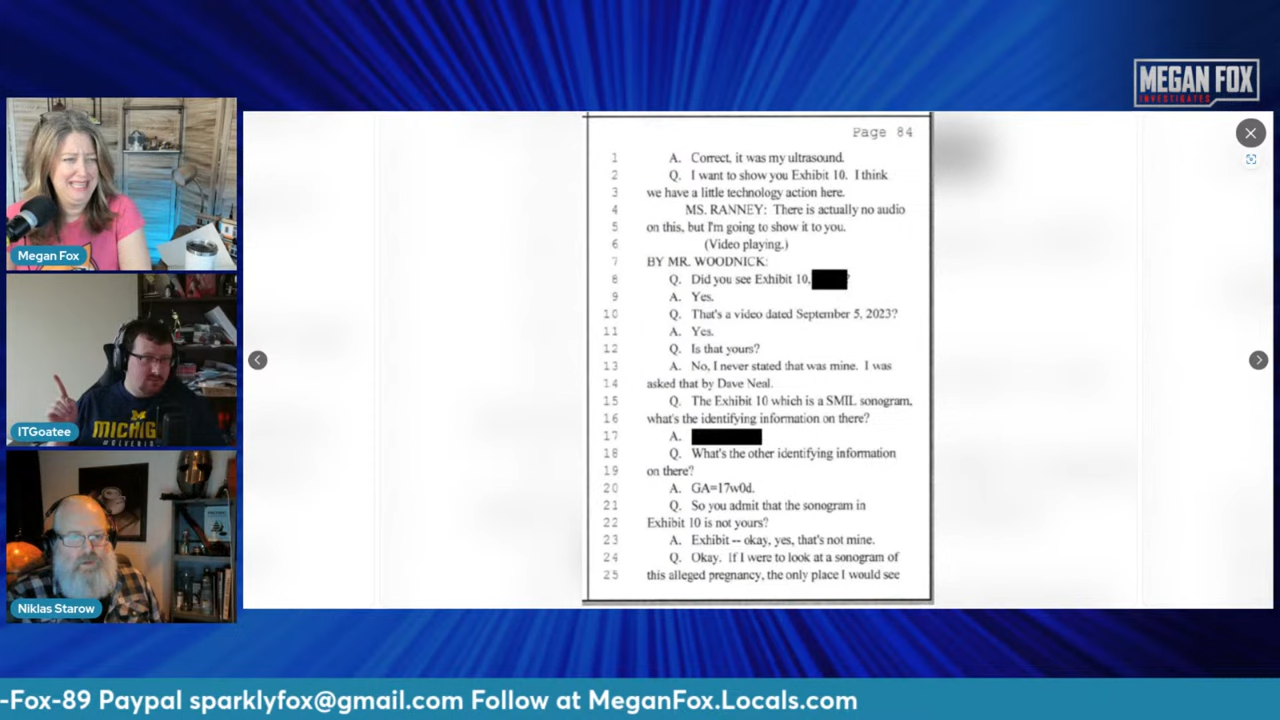 MEGAN FOX
INVESTIGATES
Megan Fox
MICHIG
ITGoatee
Niklas Starow
Page 84
1 A. Correct, it was my ultrasound.
2 Q. I want to show you Exhibit 10. I think
3 we have a little technology action here.
4 MS. RANNEY: There is actually no audio
5 on this, but I'm going to show it to you.
6 (Video playing.)
7 BY MR. WOODNICK:
8 Q. Did you see Exhibit 10, ?
9 A. Yes.
10 Q. That's a video dated September 5, 2023?
11 A. Yes.
12 Q. Is that yours?
13 A. No, I never stated that was mine. I was
14 asked that by Dave Neal.
15 Q. The Exhibit 10 which is a SMIL sonogram,
16 what's the identifying information on there?
17 A.
18 Q. What's the other identifying information
19 on there?
20 A. GA=17w0d.
21 Q. So you admit that the sonogram in
22 Exhibit 10 is not yours?
23 A. Exhibit -- okay, yes, that's not mine.
24 Q. Okay. If I were to look at a sonogram of
25 this alleged pregnancy, the only place I would see
-Fox-89 Paypal sparklyfox@gmail.com Follow at MeganFox.Locals.com